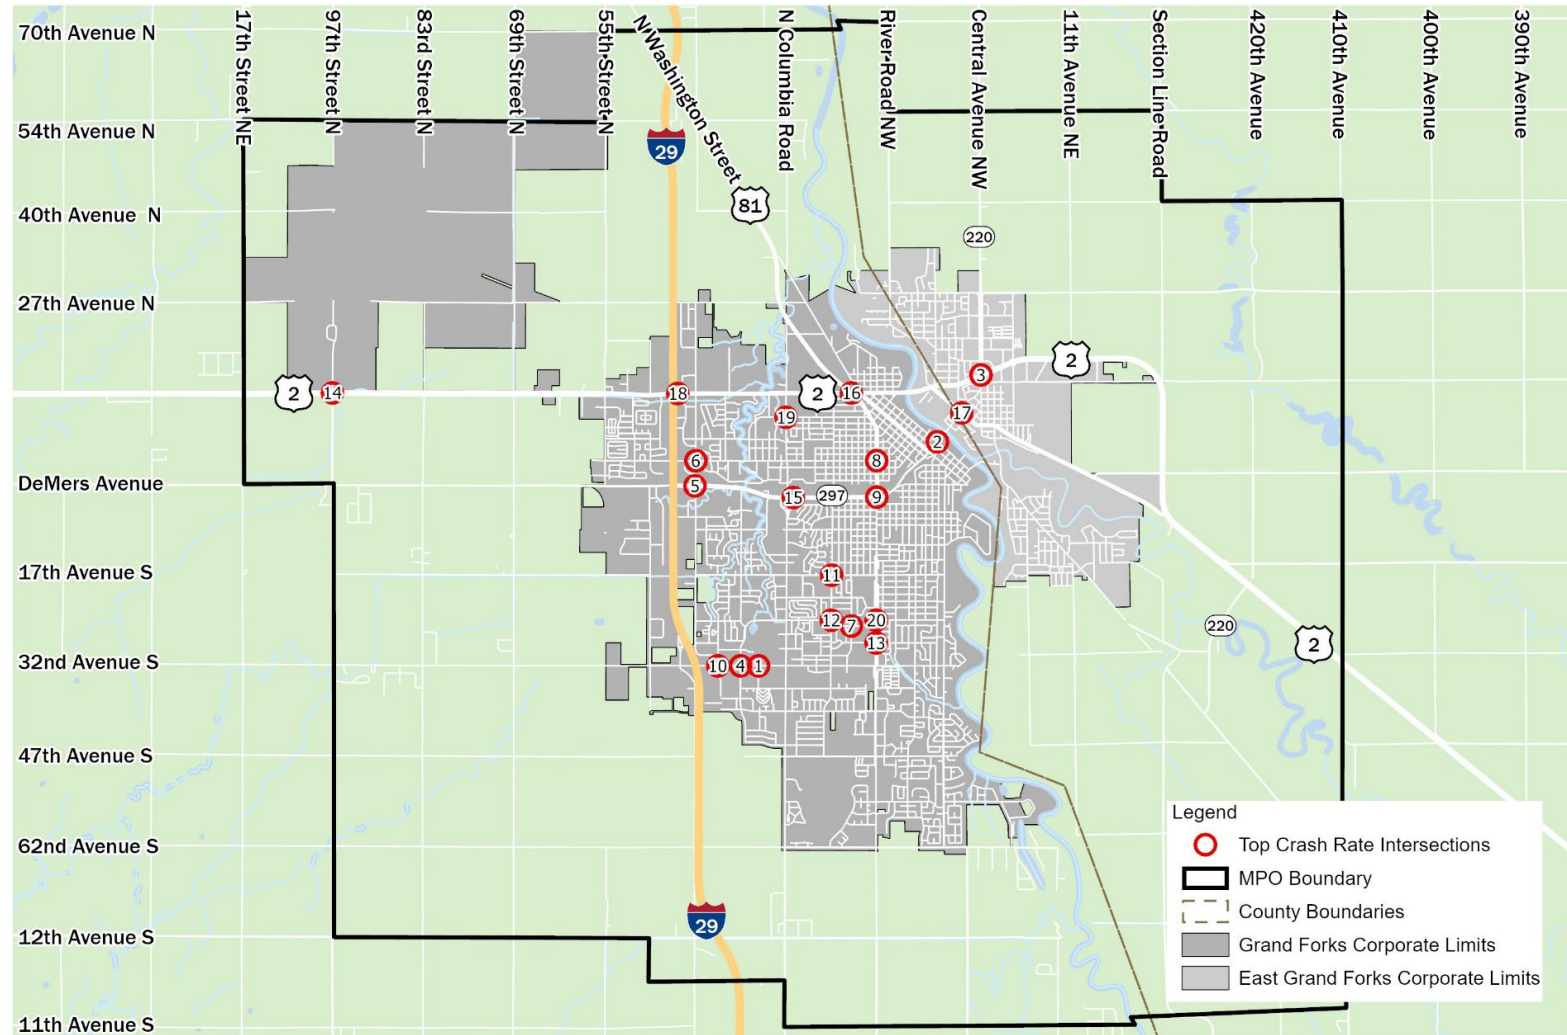 17th Street NE
97th Street N
83rd Street N
69th Street N
55th Street N
N Washington Street
N Columbia Road
River Road NW
Central Avenue NW
11th Avenue NE
Section Line Road
420th Avenue
410th Avenue
400th Avenue
390th Avenue
70th Avenue N
54th Avenue N
29
81
40th Avenue N
220
27th Avenue N
2
3
2
14
18
2
16
19
17
2
6
8
DeMers Avenue
5
15
297
9
17th Avenue S
11
12
7
20
220
13
2
32nd Avenue S
10
4
1
47th Avenue S
62nd Avenue S
29
12th Avenue S
11th Avenue S
Legend
Top Crash Rate Intersections
MPO Boundary
County Boundaries
Grand Forks Corporate Limits
East Grand Forks Corporate Limits